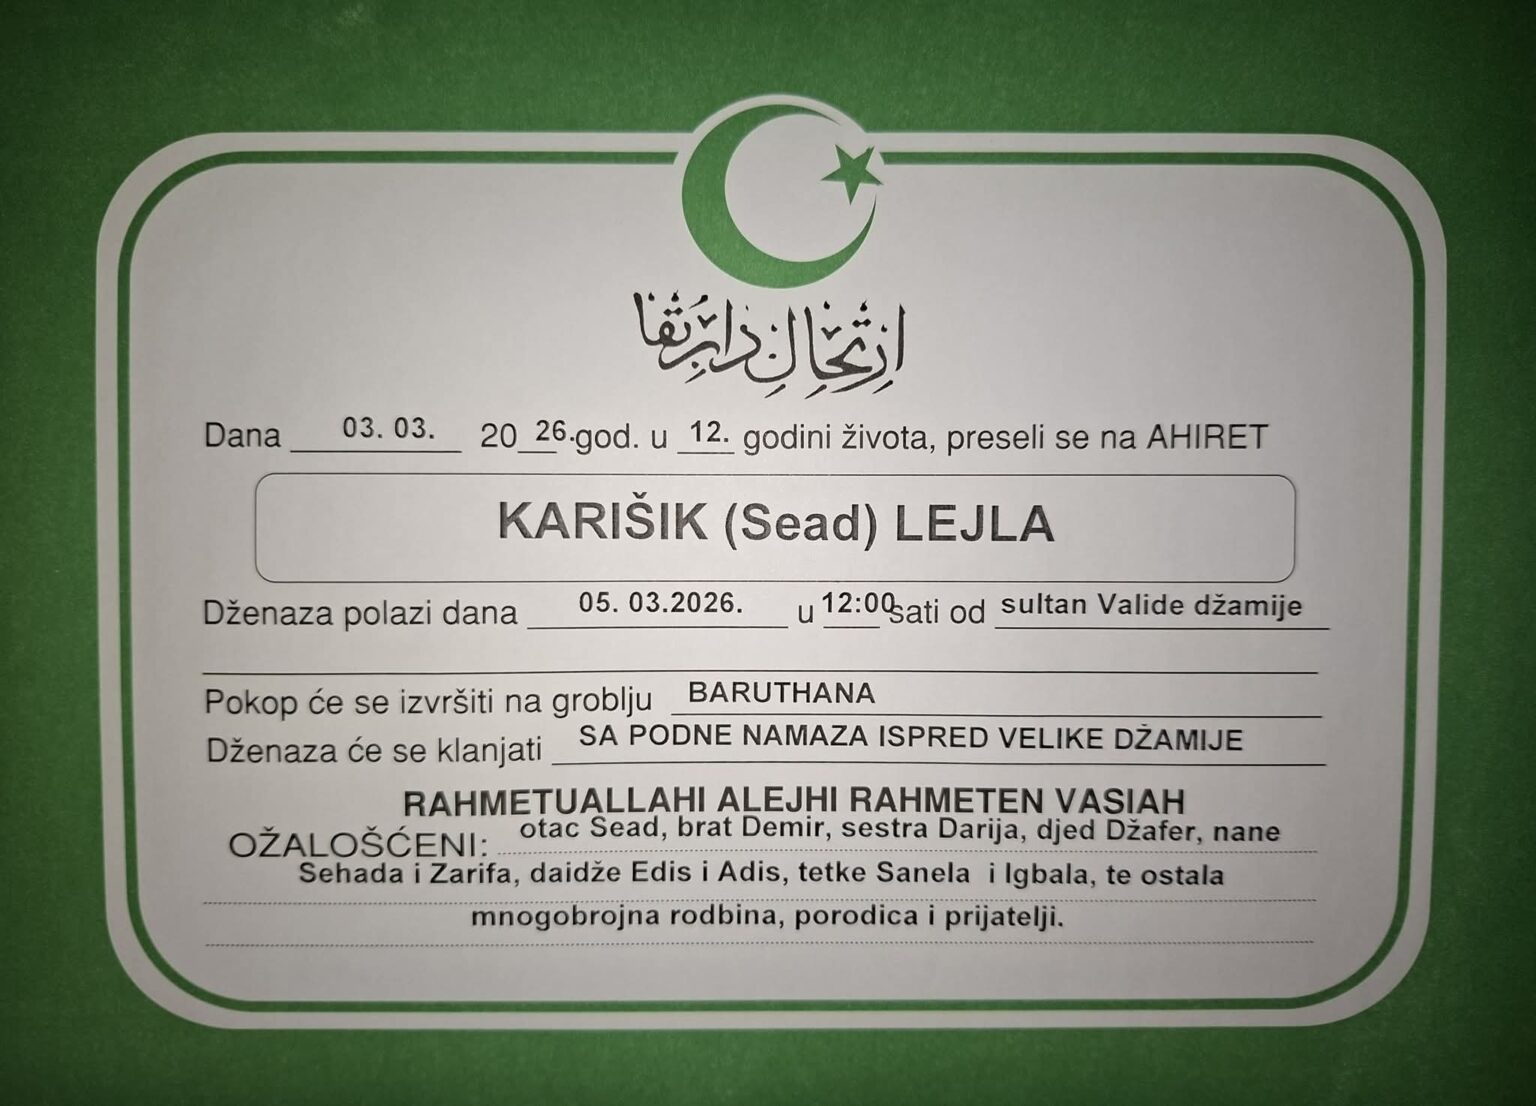 ارتحال دار بقا
Dana 03. 03. 20 26. god. u 12. godini života, preseli se na AHIRET
KARIŠIK (Sead) LEJLA
Dženaza polazi dana 05. 03.2026. u 12:00 sati od sultan Valide džamije
Pokop će se izvršiti na groblju BARUTHANA
Dženaza će se klanjati SA PODNE NAMAZA ISPRED VELIKE DŽAMIJE
RAHMETUALLAHI ALEJHI RAHMETEN VASIAH
OŽALOŠĆENI: otac Sead, brat Demir, sestra Darija, djed Džafer, nane
Sehada i Zarifa, daidže Edis i Adis, tetke Sanela i Igbala, te ostala
mnogobrojna rodbina, porodica i prijatelji.